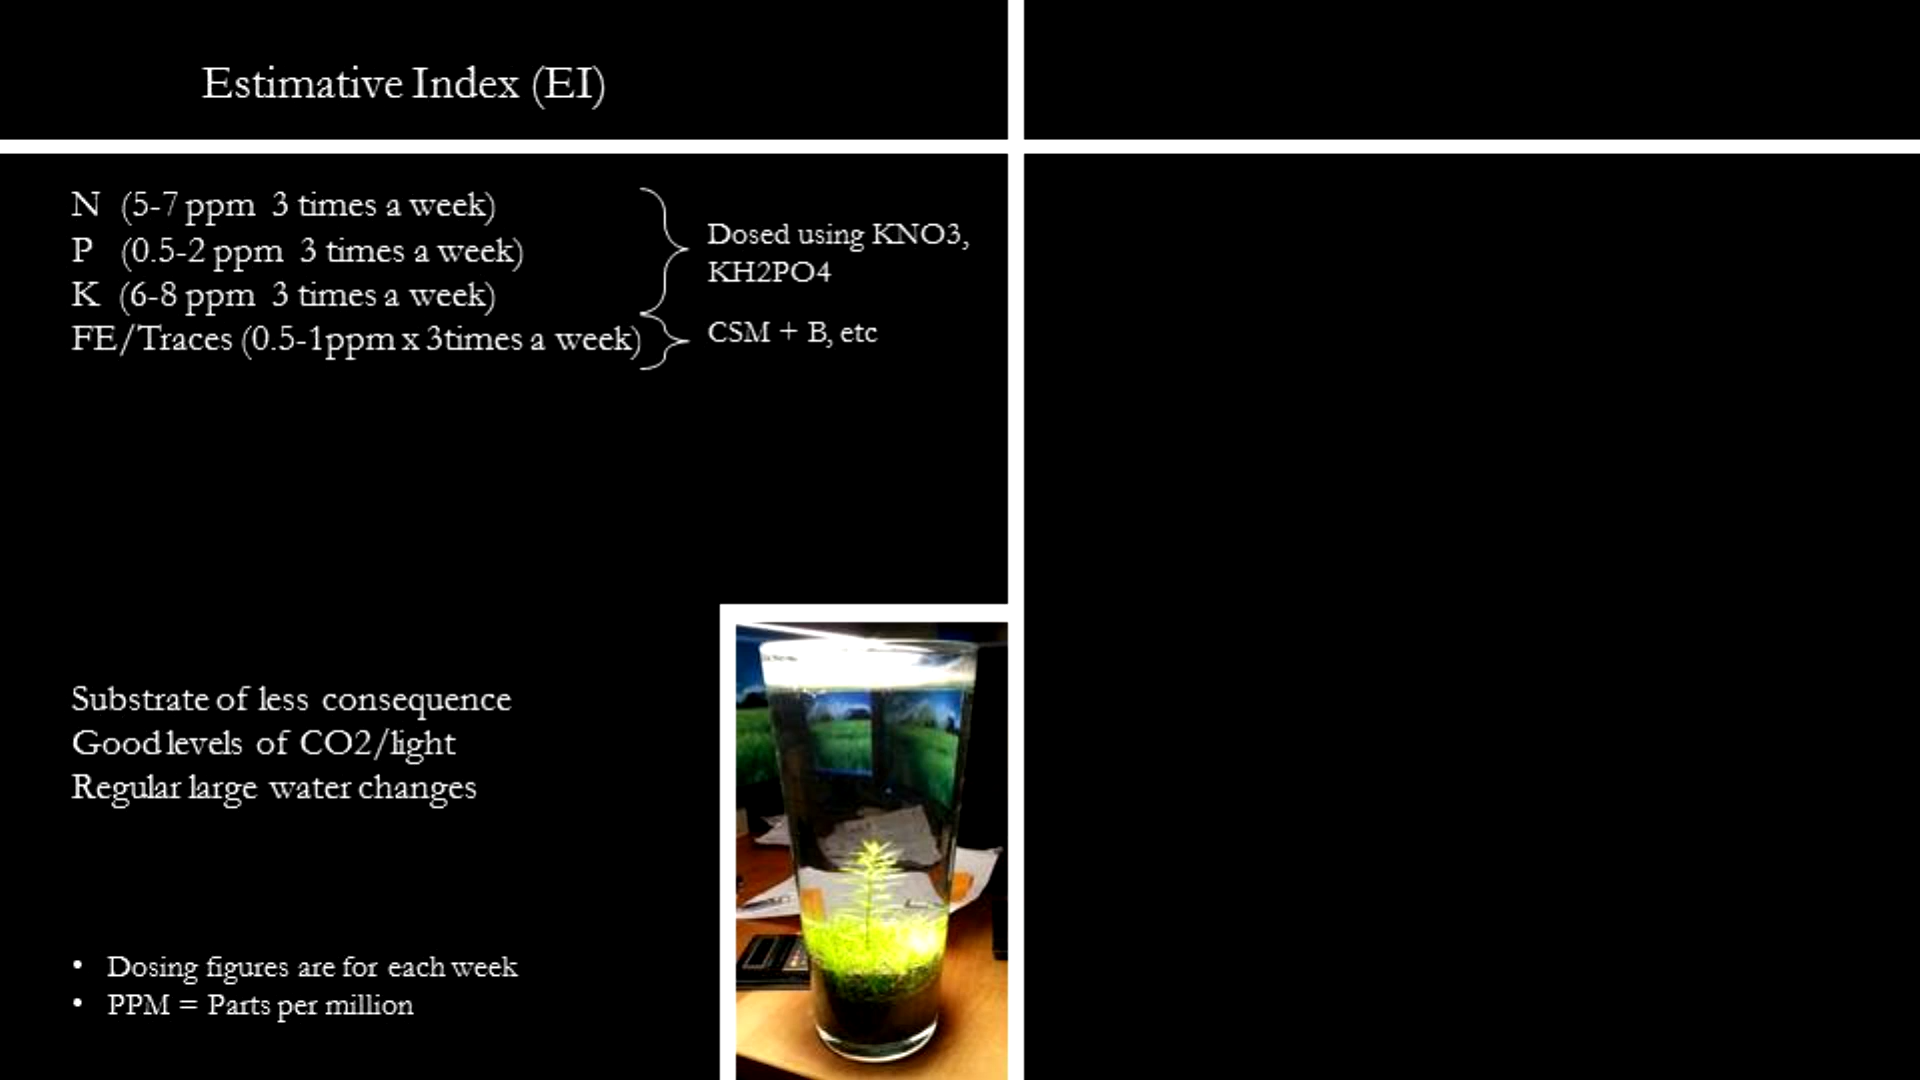 Estimative Index (EI)
N (5-7 ppm 3 times a week)
P (0.5-2 ppm 3 times a week)
K (6-8 ppm 3 times a week)
FE/Traces (0.5-1ppm x 3times a week)
Dosed using KNO3,
KH2PO4
CSM + B, etc
Substrate of less consequence
Good levels of CO2/light
Regular large water changes
• Dosing figures are for each week
• PPM = Parts per million